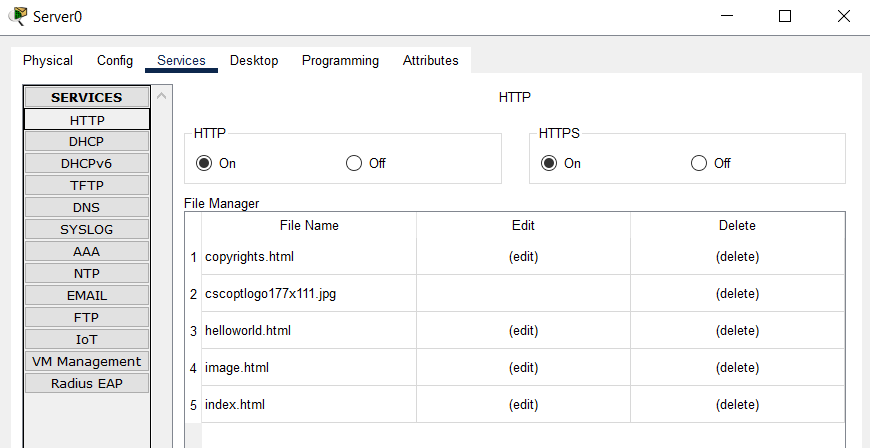 Server0
Physical Config Services Desktop Programming Attributes
SERVICES
HTTP
DHCP
DHCPv6
TFTP
DNS
SYSLOG
AAA
NTP
EMAIL
FTP
IoT
VM Management
Radius EAP
HTTP
HTTP
On Off
HTTPS
On Off
File Manager
File Name Edit Delete
1 copyrights.html (edit) (delete)
2 cscoptlogo177x111.jpg (delete)
3 helloworld.html (edit) (delete)
4 image.html (edit) (delete)
5 index.html (edit) (delete)